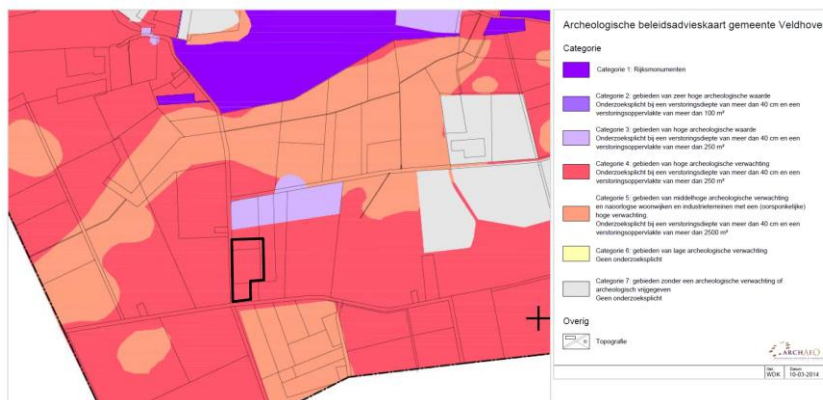 Archeologische beleidsadvieskaart gemeente Veldhove
Categorie
Categorie 1: Rijksmonumenten
Categorie 2: gebieden van zeer hoge archeologische waarde
Onderzoeksplicht bij een verstoringsdiepte van meer dan 40 cm en een
verstoringsoppervlakte van meer dan 100 m²
Categorie 3: gebieden van hoge archeologische waarde
Onderzoeksplicht bij een verstoringsdiepte van meer dan 40 cm en een
verstoringsoppervlakte van meer dan 250 m²
Categorie 4: gebieden van hoge archeologische verwachting
Onderzoeksplicht bij een verstoringsdiepte van meer dan 40 cm en een
verstoringsoppervlakte van meer dan 250 m²
Categorie 5: gebieden van middelhoge archeologische verwachting
en naoorlogse woonwijken en industrieterreinen met een (oorspronkelijke)
hoge verwachting.
Onderzoeksplicht bij een verstoringsdiepte van meer dan 40 cm en een
verstoringsoppervlakte van meer dan 2500 m²
Categorie 6: gebieden van lage archeologische verwachting
Geen onderzoeksplicht
Categorie 7: gebieden zonder een archeologische verwachting of
archeologisch vrijgegeven
Geen onderzoeksplicht
Overig
Topografie
ARCHAEO
WDK
Datum
10-03-2014